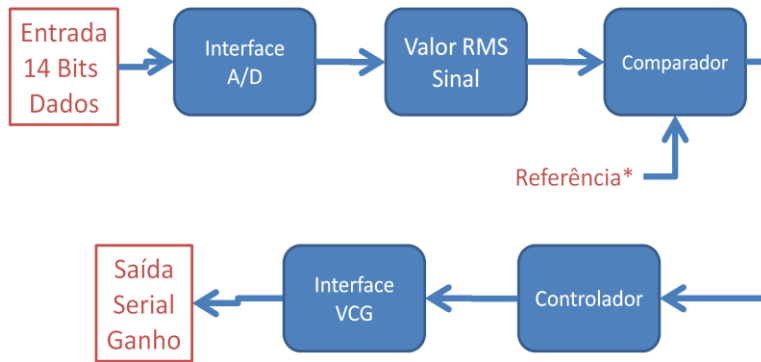 Entrada
14 Bits
Dados
Interface
A/D
Valor RMS
Sinal
Comparador
Referência*
Saída
Serial
Ganho
Interface
VCG
Controlador